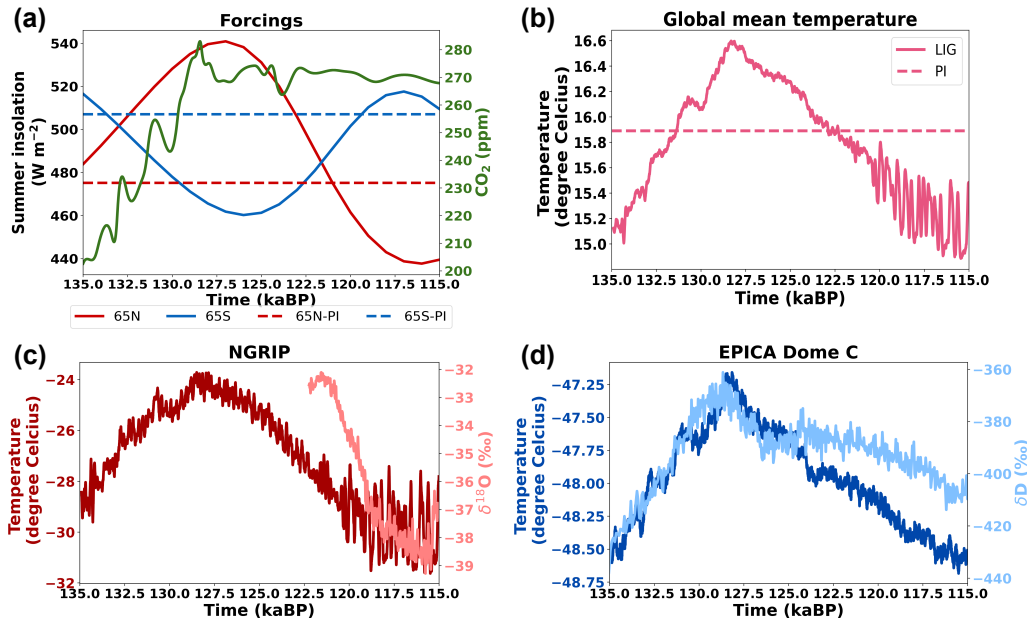 (a)
Forcings
Summer insolation
(W m⁻²)
540
520
500
480
460
440
280
270
260
250
240
230
220
210
200
CO₂ (ppm)
135.0 132.5 130.0 127.5 125.0 122.5 120.0 117.5 115.0
Time (kaBP)
65N 65S 65N-PI 65S-PI
(b)
Global mean temperature
Temperature
(degree Celcius)
16.6
16.4
16.2
16.0
15.8
15.6
15.4
15.2
15.0
LIG
PI
135.0 132.5 130.0 127.5 125.0 122.5 120.0 117.5 115.0
Time (kaBP)
(c)
NGRIP
Temperature
(degree Celcius)
−24
−26
−28
−30
−32
−32
−33
−34
−35
−36
−37
−38
−39
δ¹⁸O (‰)
135.0 132.5 130.0 127.5 125.0 122.5 120.0 117.5 115.0
Time (kaBP)
(d)
EPICA Dome C
Temperature
(degree Celcius)
−47.25
−47.50
−47.75
−48.00
−48.25
−48.50
−48.75
−360
−380
−400
−420
−440
δD (‰)
135.0 132.5 130.0 127.5 125.0 122.5 120.0 117.5 115.0
Time (kaBP)